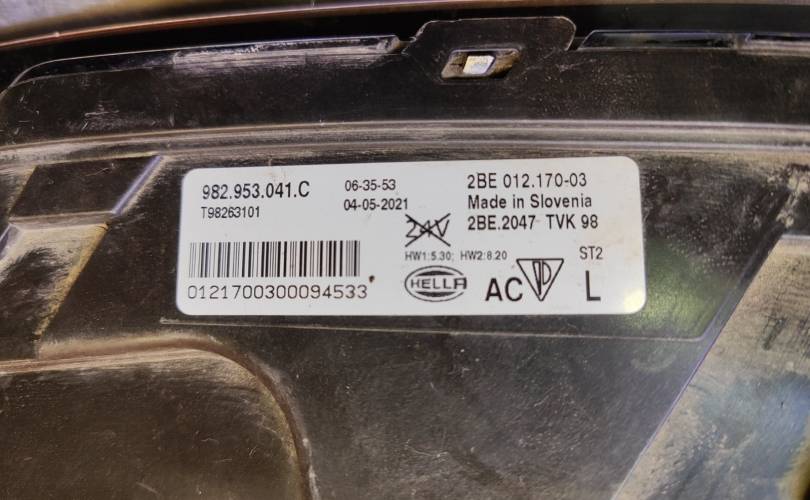 982.953.041.C
T98263101
06-35-53
04-05-2021
2BE 012.170-03
Made in Slovenia
2BE.2047 TVK 98
24V
HW1:5.30; HW2:8.20
ST2
0121700300094533
HELLA
AC
L